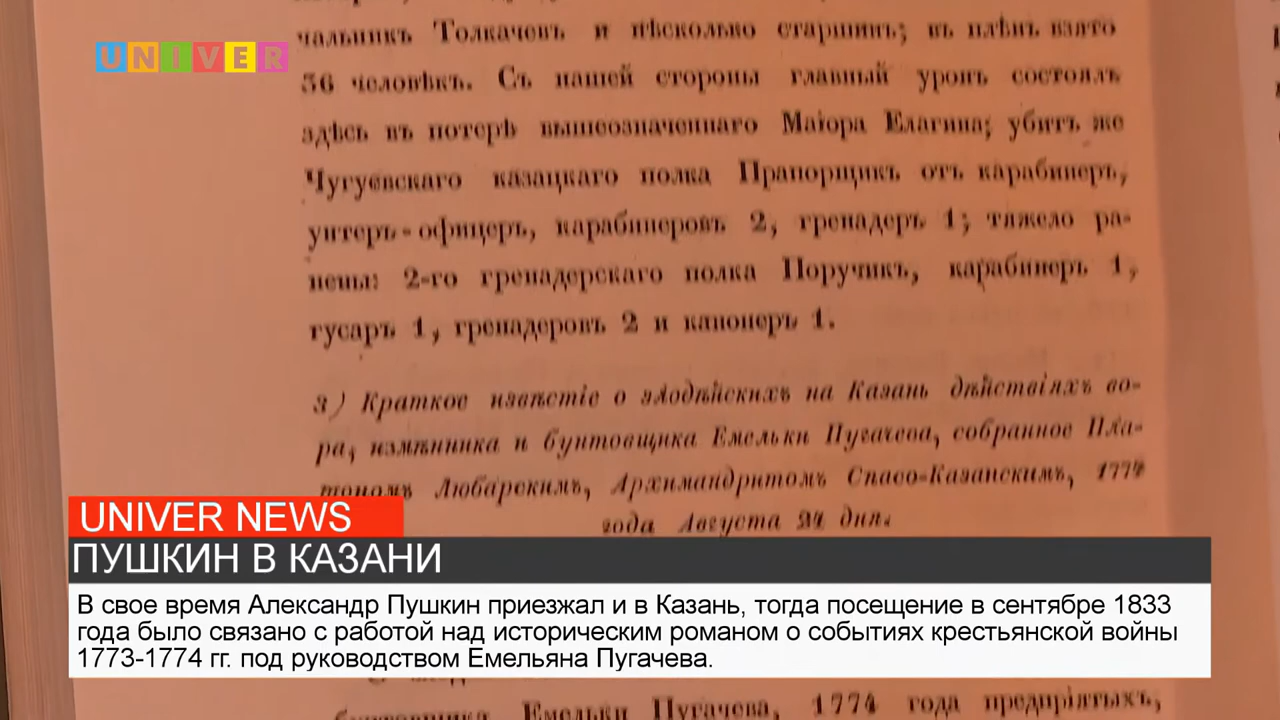 UNIVER
чальникъ Толкачевъ и нѣсколько старшинъ; въ плѣнъ взято
36 человѣкъ. Съ нашей стороны главный уронъ состоялъ
здѣсь въ потерѣ вышеозначеннаго Маіора Елагина; убитъ же
Чугуевскаго казацкаго полка Прапорщикъ отъ карабинеръ,
унтеръ-офицеръ, карабинеровъ 2, гренадеръ 1; тяжело ра-
нены: 2-го гренадерскаго полка Поручикъ, карабинеръ 1,
гусаръ 1, гренадеровъ 2 и канонеръ 1.
3) Краткое извѣстіе о злодѣйскихъ на Казань дѣйствіяхъ во-
ра, измѣнника и бунтовщика Емельки Пугачева, собранное Пла-
тономъ Любарскимъ, Архимандритомъ Спасо-Казанскимъ, 1774
года Августа 24 дня.
UNIVER NEWS
ПУШКИН В КАЗАНИ
В свое время Александр Пушкин приезжал и в Казань, тогда посещение в сентябре 1833
года было связано с работой над историческим романом о событиях крестьянской войны
1773-1774 гг. под руководством Емельяна Пугачева.
бунтовщика Емельки Пугачева, 1774 года предпріятыхъ,